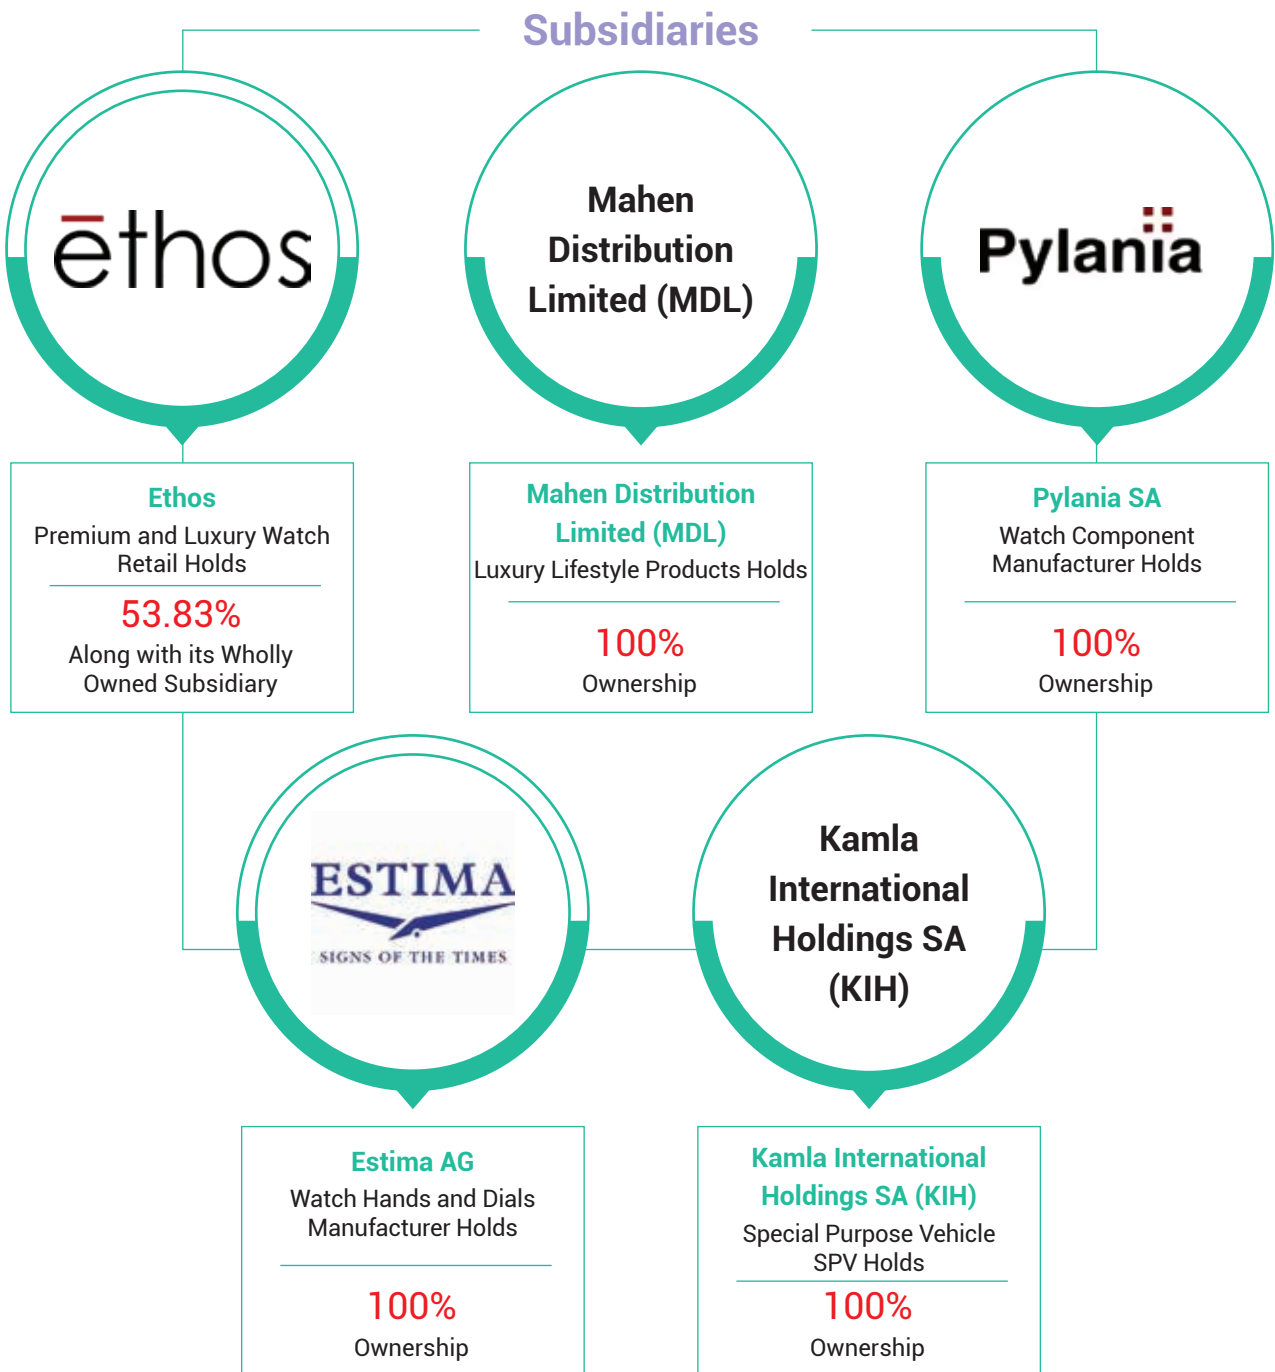 Subsidiaries
ēthos
Mahen
Distribution
Limited (MDL)
Pylania
Ethos
Premium and Luxury Watch
Retail Holds
53.83%
Along with its Wholly
Owned Subsidiary
Mahen Distribution
Limited (MDL)
Luxury Lifestyle Products Holds
100%
Ownership
Pylania SA
Watch Component
Manufacturer Holds
100%
Ownership
ESTIMA
SIGNS OF THE TIMES
Kamla
International
Holdings SA
(KIH)
Estima AG
Watch Hands and Dials
Manufacturer Holds
100%
Ownership
Kamla International
Holdings SA (KIH)
Special Purpose Vehicle
SPV Holds
100%
Ownership